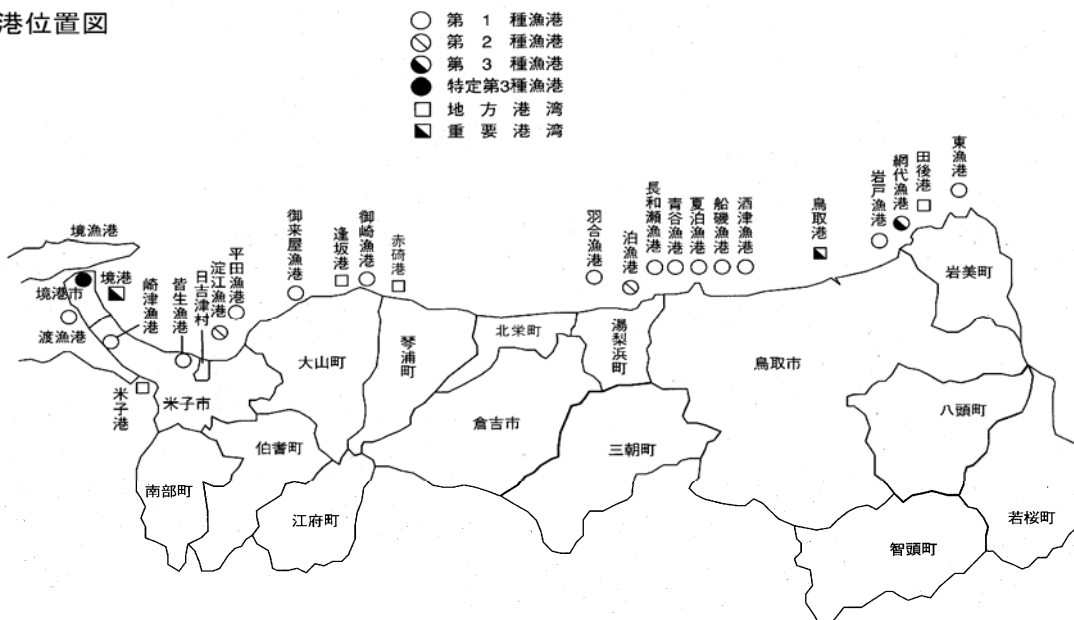 港位置図
第1種漁港
第2種漁港
第3種漁港
特定第3種漁港
地方港湾
重要港湾
境漁港
境港市
境港
渡漁港
崎津漁港
皆生漁港
日吉津村
淀江漁港
平田漁港
御来屋漁港
逢坂港
御崎漁港
赤碕港
羽合漁港
泊漁港
長和瀬漁港
青谷漁港
夏泊漁港
船磯漁港
酒津漁港
鳥取港
岩戸漁港
網代漁港
田後港
東漁港
米子港
米子市
大山町
琴浦町
北栄町
湯梨浜町
鳥取市
岩美町
伯耆町
倉吉市
三朝町
八頭町
南部町
江府町
智頭町
若桜町